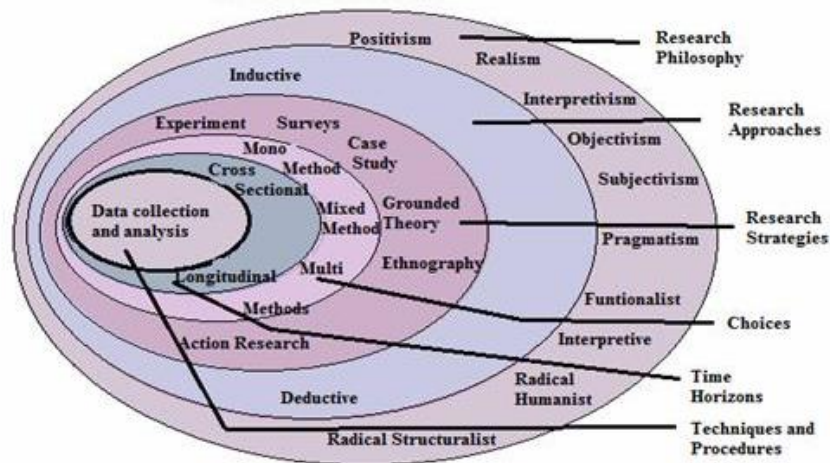 Positivism
Realism
Research
Philosophy
Inductive
Interpretivism
Research
Approaches
Experiment
Surveys
Objectivism
Mono
Method
Case
Study
Cross
Sectional
Subjectivism
Data collection
and analysis
Mixed
Method
Grounded
Theory
Research
Strategies
Pragmatism
Ethnography
Longitudinal
Multi
Methods
Funtionalist
Choices
Action Research
Interpretive
Radical
Humanist
Time
Horizons
Deductive
Radical Structuralist
Techniques and
Procedures